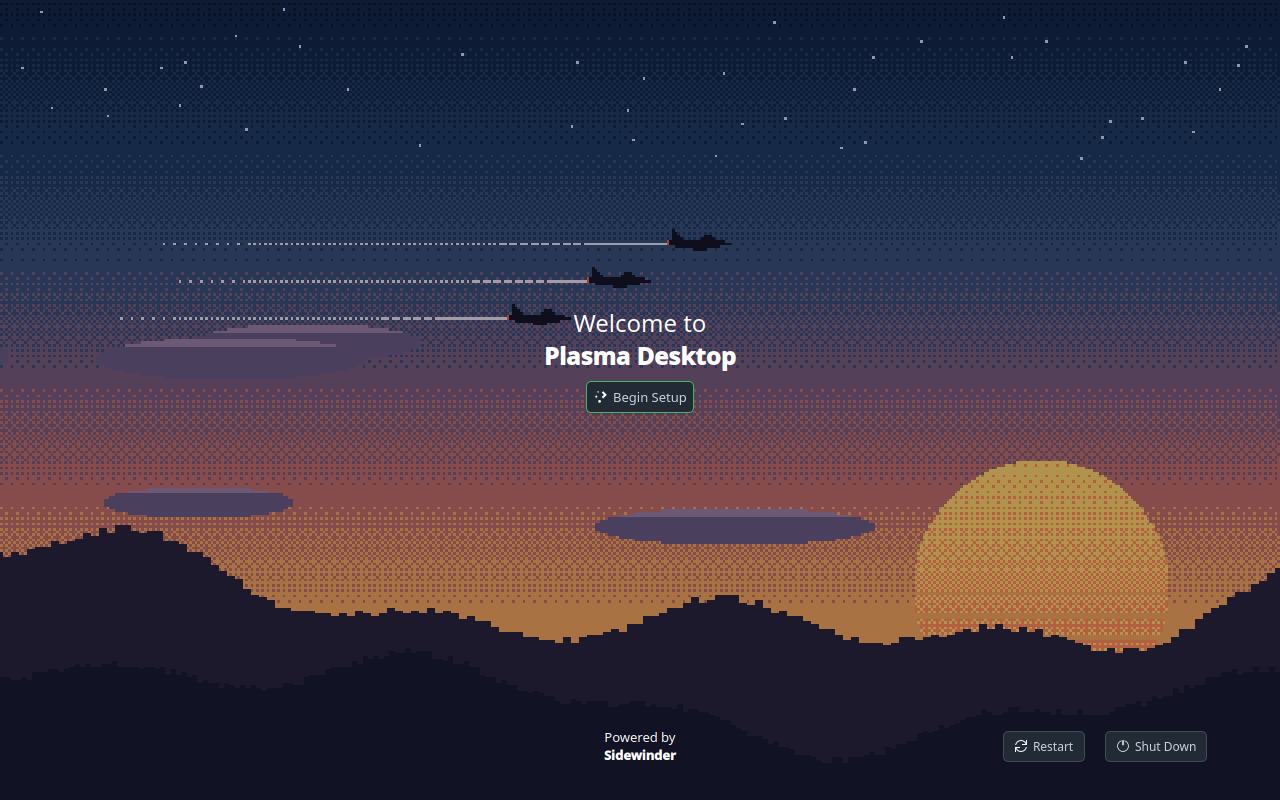 Welcome to
Plasma Desktop
Begin Setup
Powered by
Sidewinder
Restart
Shut Down